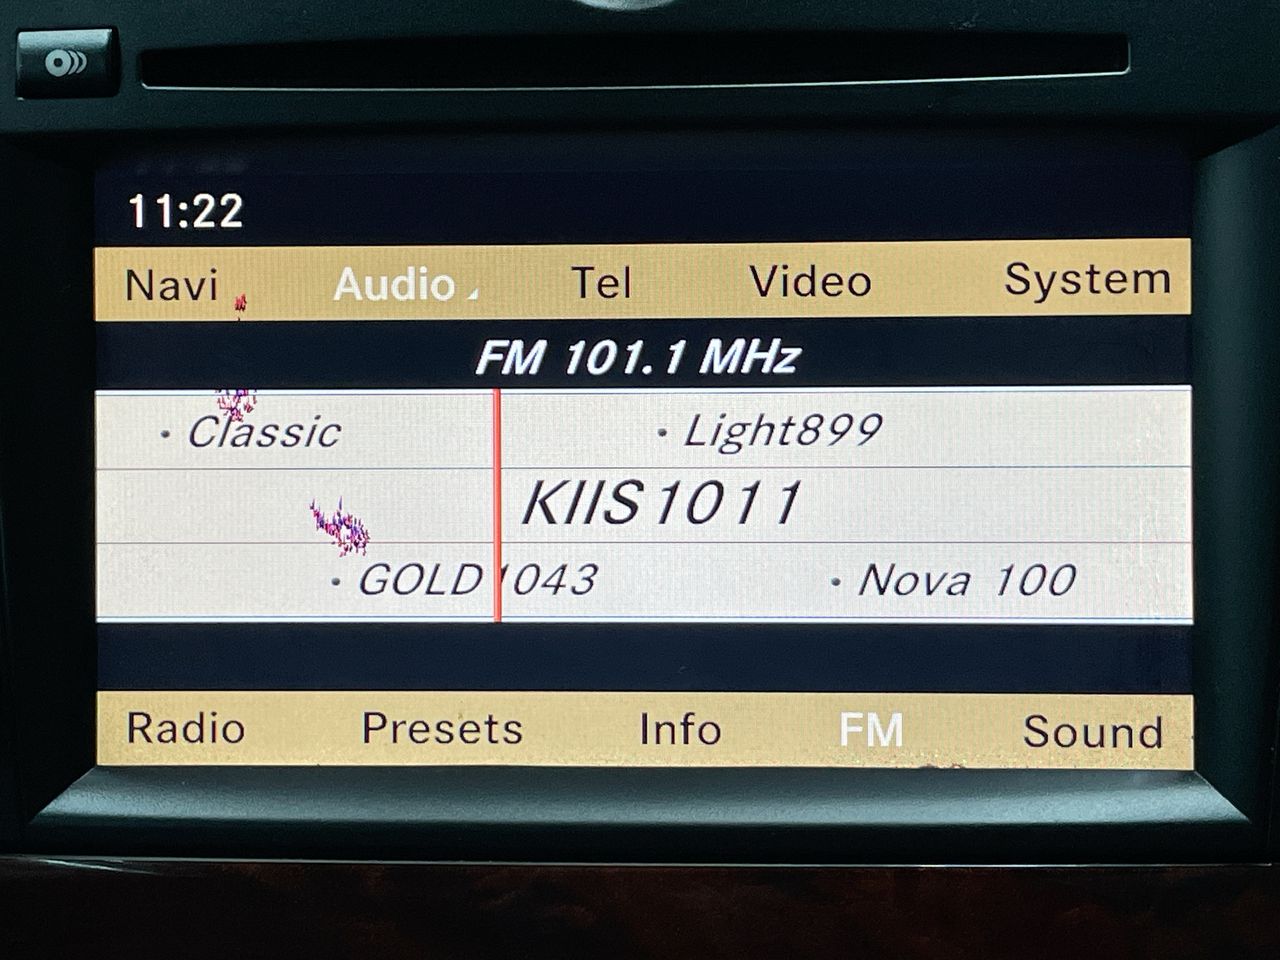 11:22
Navi Audio Tel Video System
FM 101.1 MHz
· Classic · Light899
KIIS1011
· GOLD1043 · Nova 100
Radio Presets Info FM Sound